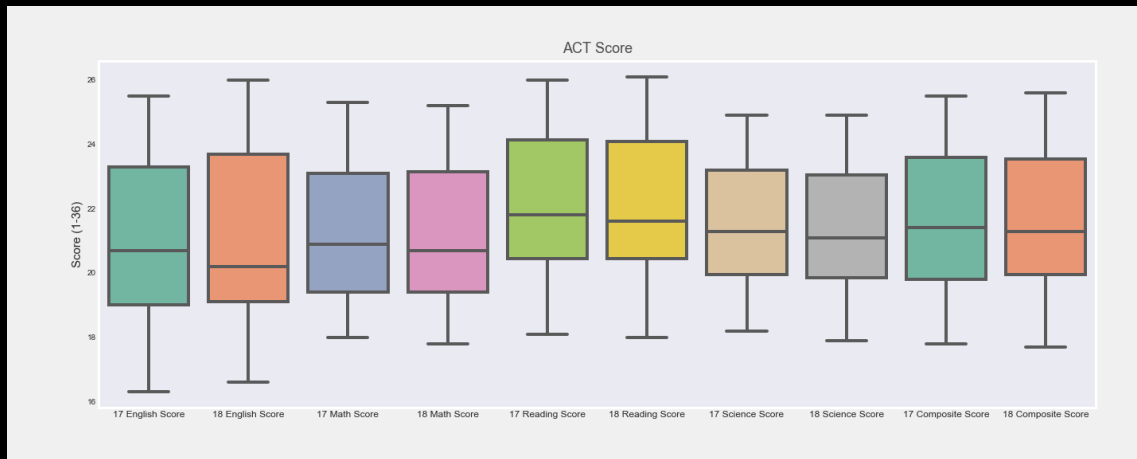 ACT Score
Score (1-36)
26
24
22
20
18
16
17 English Score
18 English Score
17 Math Score
18 Math Score
17 Reading Score
18 Reading Score
17 Science Score
18 Science Score
17 Composite Score
18 Composite Score